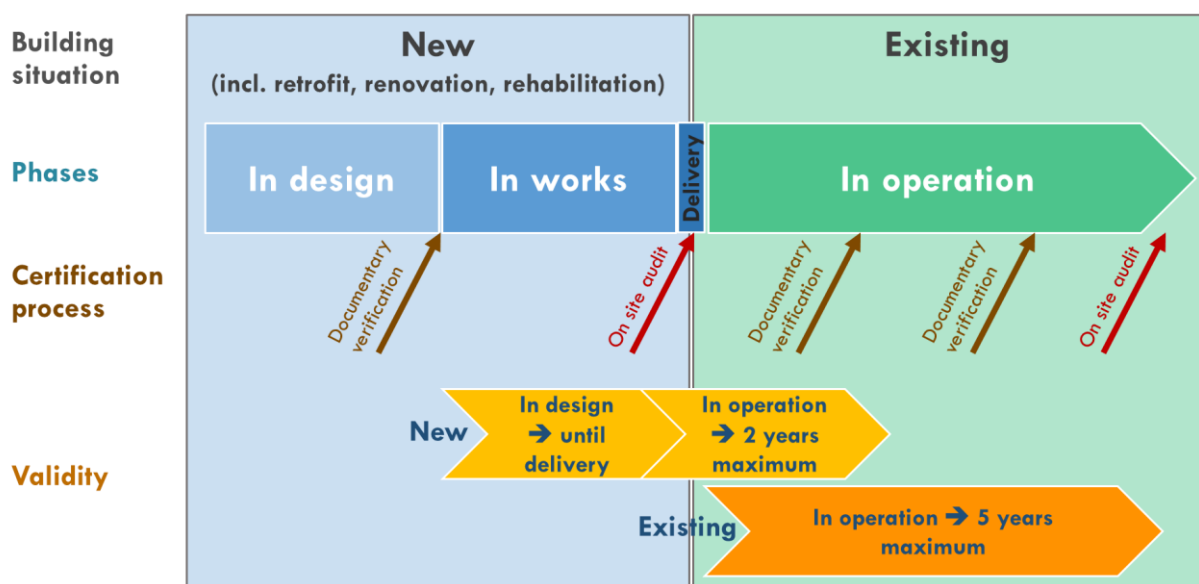 Building
situation
New
(incl. retrofit, renovation, rehabilitation)
Existing
Phases
In design
In works
Delivery
In operation
Certification
process
Documentary
verification
On site audit
Documentary
verification
Documentary
verification
On site audit
Validity
New
In design
➔ until
delivery
In operation
➔ 2 years
maximum
Existing
In operation ➔ 5 years
maximum